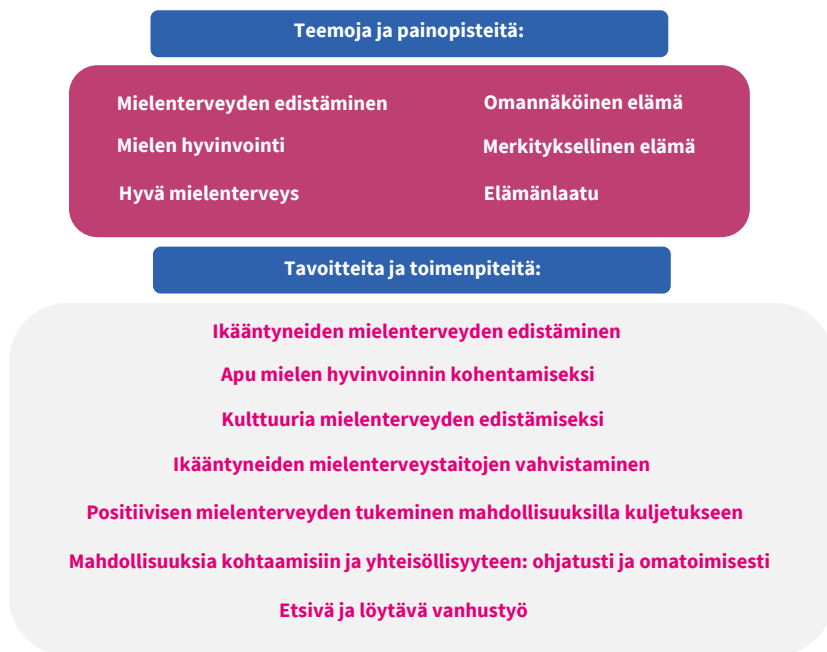 Teemoja ja painopisteitä:
Mielenterveyden edistäminen
Omannäköinen elämä
Mielen hyvinvointi
Merkityksellinen elämä
Hyvä mielenterveys
Elämänlaatu
Tavoitteita ja toimenpiteitä:
Ikääntyneiden mielenterveyden edistäminen
Apu mielen hyvinvoinnin kohentamiseksi
Kulttuuria mielenterveyden edistämiseksi
Ikääntyneiden mielenterveystaitojen vahvistaminen
Positiivisen mielenterveyden tukeminen mahdollisuuksilla kuljetukseen
Mahdollisuuksia kohtaamisiin ja yhteisöllisyyteen: ohjatusti ja omatoimisesti
Etsivä ja löytävä vanhustyö